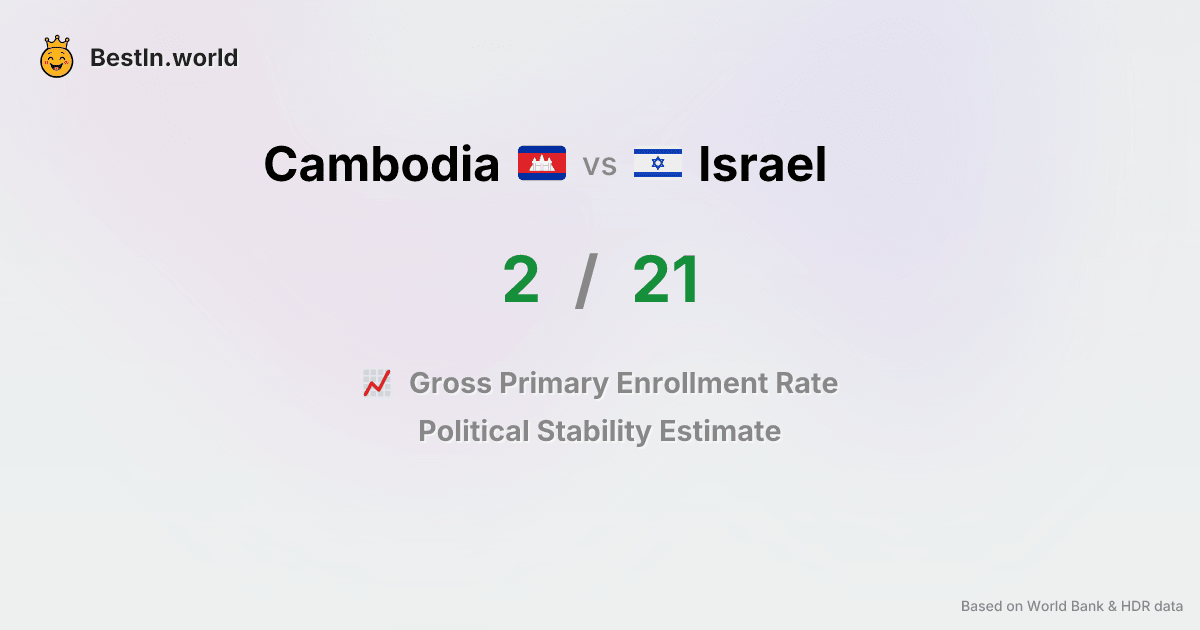 BestIn.world
Cambodia vs Israel
2 / 21
Gross Primary Enrollment Rate
Political Stability Estimate
Based on World Bank & HDR data